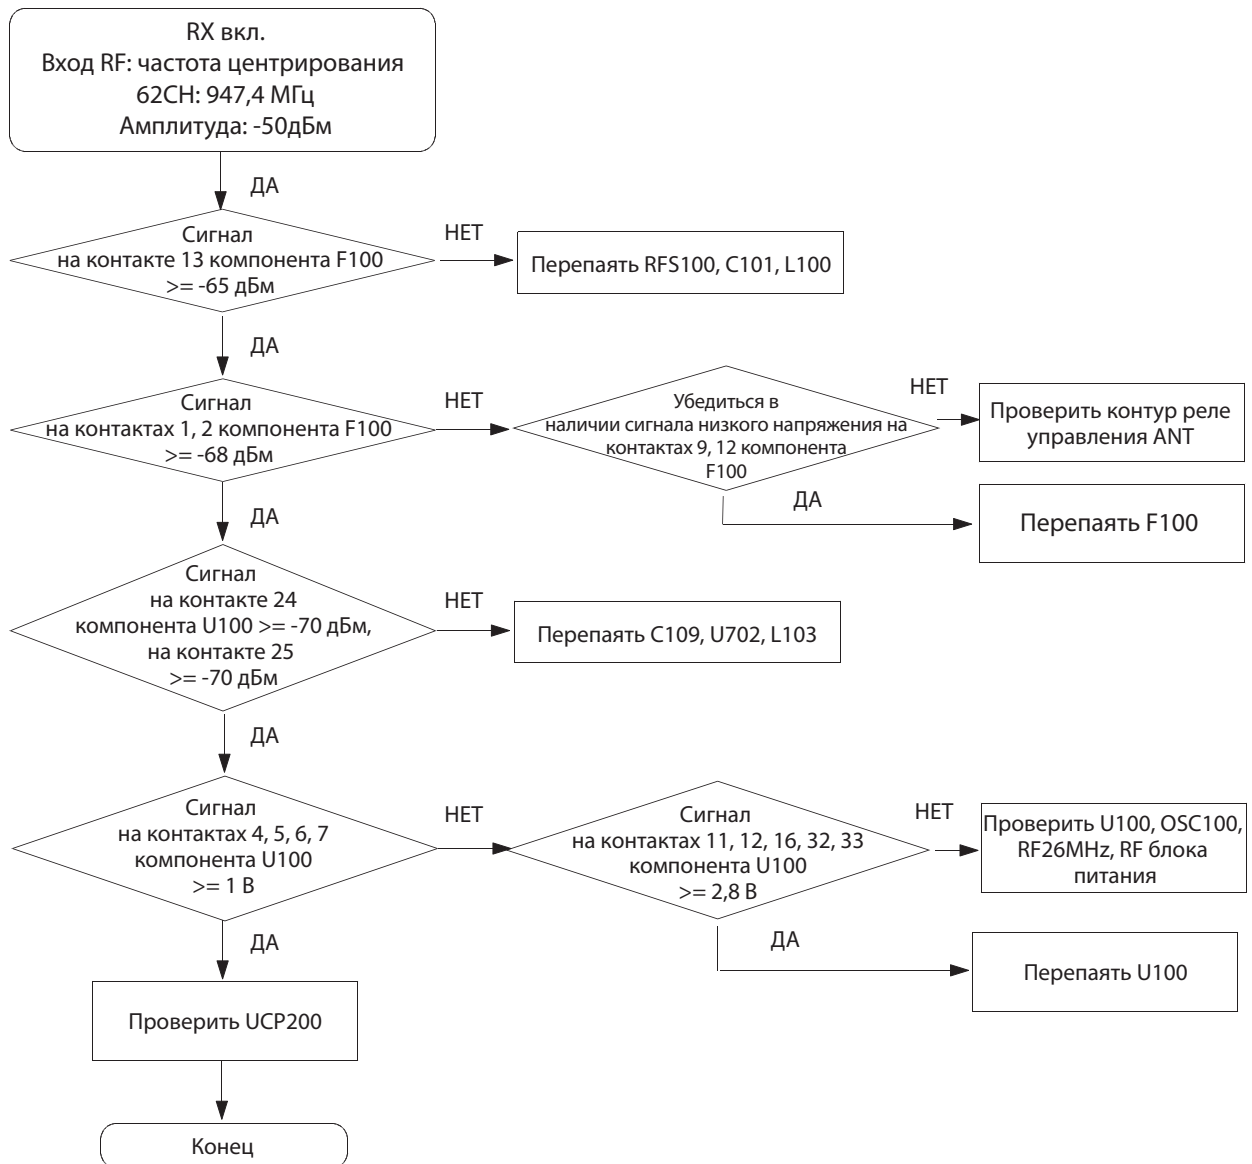 RX вкл.
Вход RF: частота центрирования
62CH: 947,4 МГц
Амплитуда: -50дБм
ДА
Сигнал
на контакте 13 компонента F100
>= -65 дБм
НЕТ
Перепаять RFS100, C101, L100
ДА
Сигнал
на контактах 1, 2 компонента F100
>= -68 дБм
НЕТ
Убедиться в
наличии сигнала низкого напряжения на
контактах 9, 12 компонента
F100
НЕТ
Проверить контур реле
управления ANT
ДА
Перепаять F100
ДА
Сигнал
на контакте 24
компонента U100 >= -70 дБм,
на контакте 25
>= -70 дБм
НЕТ
Перепаять C109, U702, L103
ДА
Сигнал
на контактах 4, 5, 6, 7
компонента U100
>= 1 В
НЕТ
Сигнал
на контактах 11, 12, 16, 32, 33
компонента U100
>= 2,8 В
НЕТ
Проверить U100, OSC100,
RF26MHz, RF блока
питания
ДА
Перепаять U100
ДА
Проверить UCP200
Конец